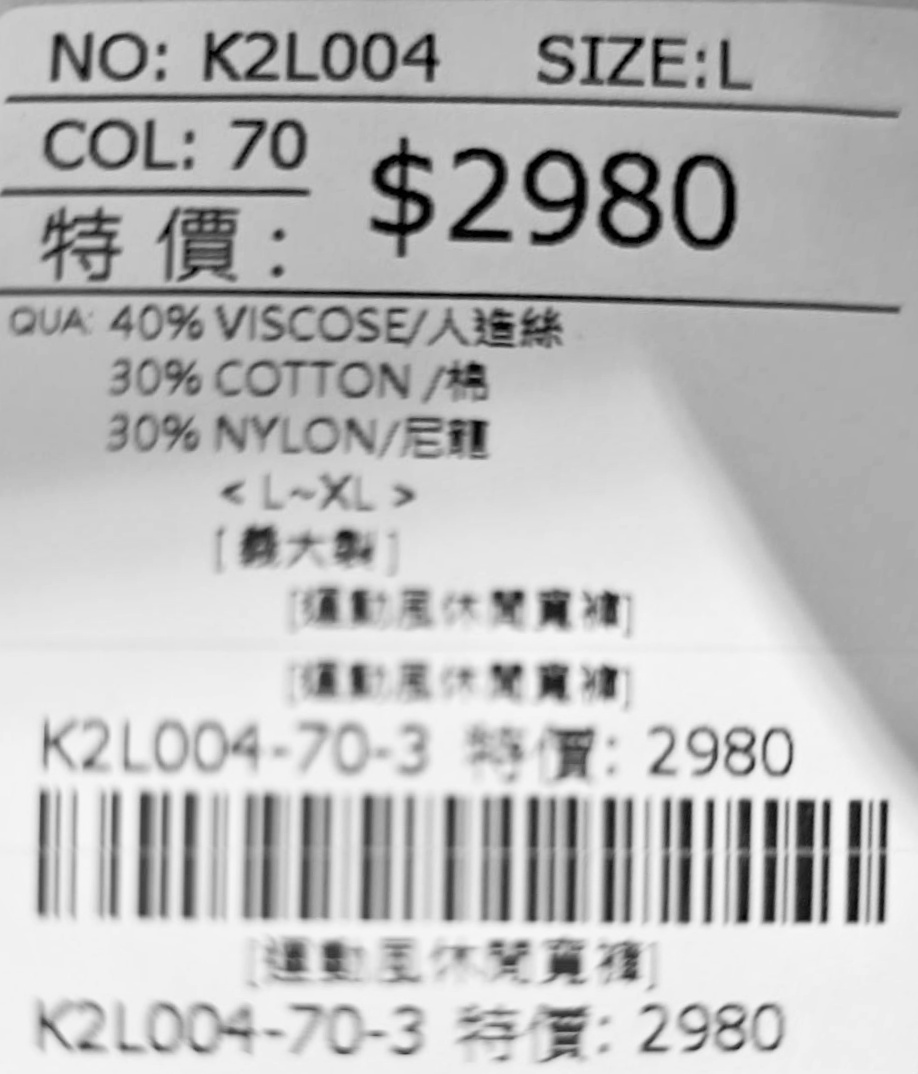 NO: K2L004 SIZE:L
COL: 70 $2980
特價:
QUA: 40% VISCOSE/人造絲
30% COTTON /棉
30% NYLON/尼龍
< L~XL >
[義大製]
[運動風休閒寬褲]
[運動風休閒寬褲]
K2L004-70-3 特價: 2980
[運動風休閒寬褲]
K2L004-70-3 特價: 2980